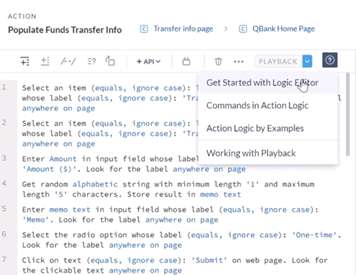 ACTION
Populate Funds Transfer Info
Transfer info page
QBank Home Page
+ API
PLAYBACK
Get Started with Logic Editor
Commands in Action Logic
Action Logic by Examples
Working with Playback
1 Select an item (equals, ignore case):
whose label (equals, ignore case): 'Tra
anywhere on page
2 Select an item (equals, ignore case):
whose label (equals, ignore case): 'Tra
anywhere on page
3 Enter Amount in input field whose label
'Amount ($)'. Look for the label anywhere on page
4 Get random alphabetic string with minimum length '1' and maximum
length '5' characters. Store result in memo text
5 Enter memo text in input field whose label (equals, ignore case):
'Memo'. Look for the label anywhere on page
6 Select the radio option whose label (equals, ignore case): 'One-time'.
Look for the label anywhere on page
7 Click on text (equals, ignore case): 'Submit' on web page. Look for
the clickable text anywhere on page